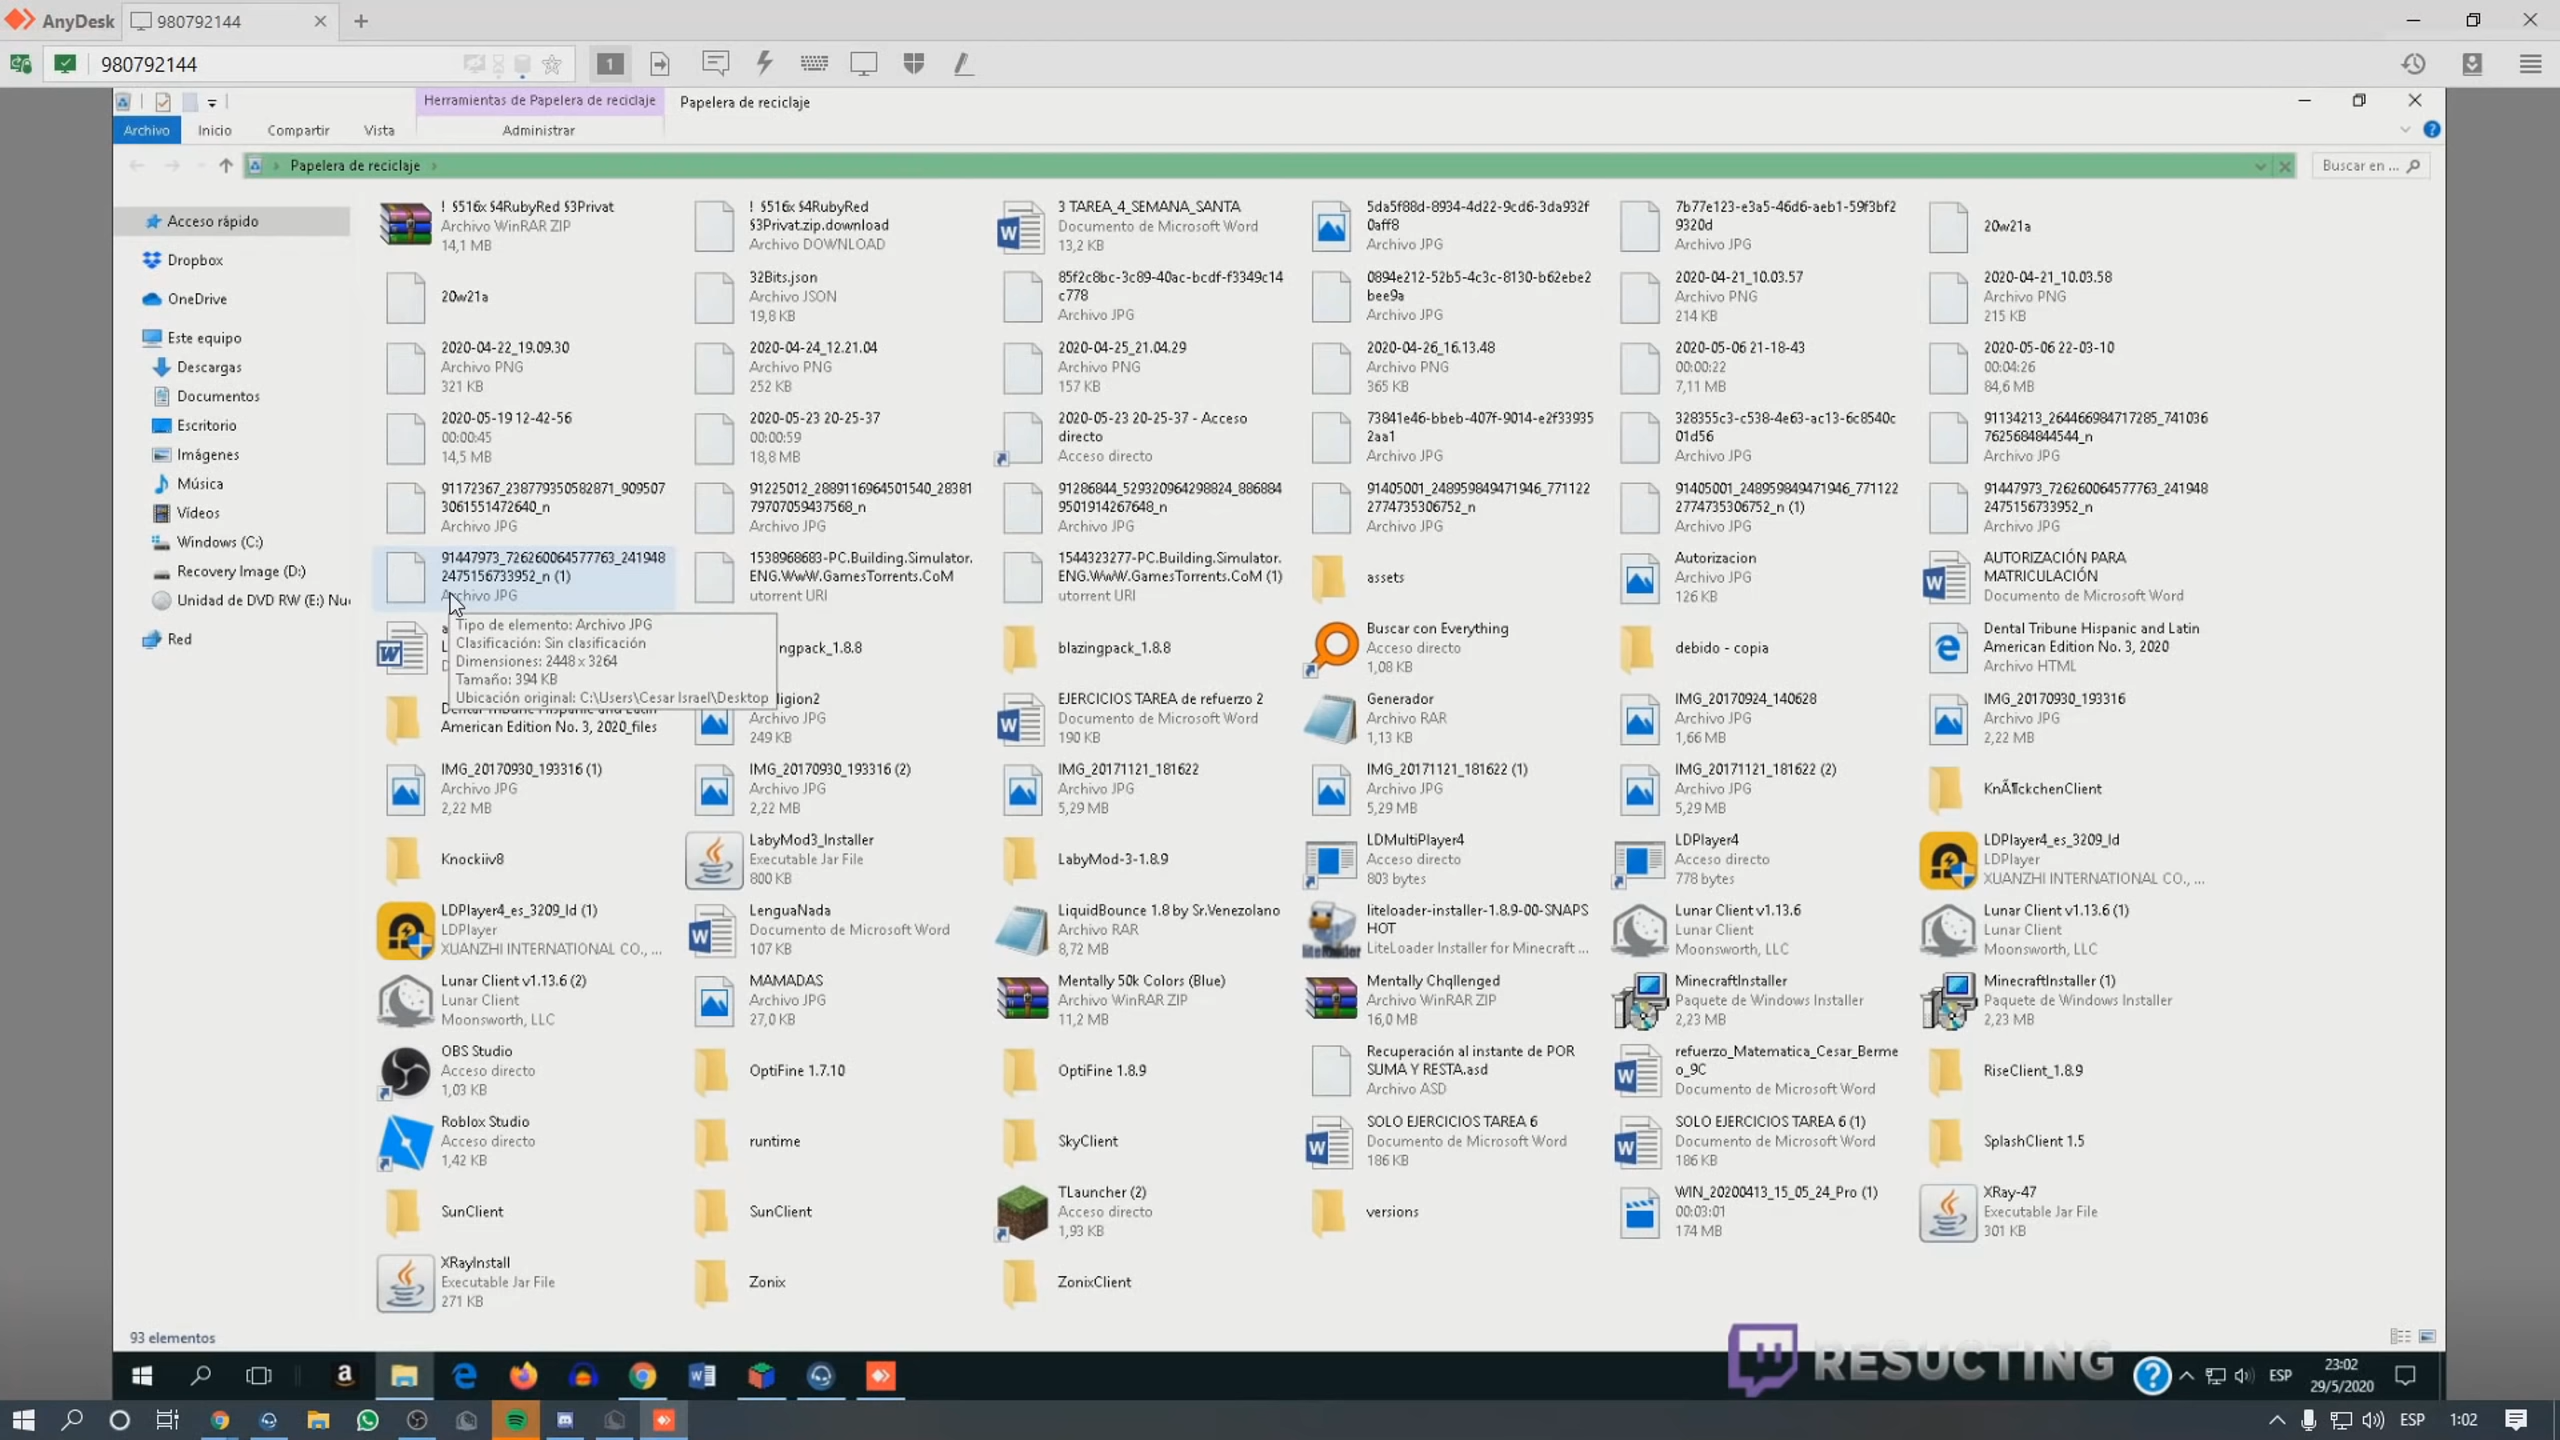 AnyDesk
980792144
980792144
1
Herramientas de Papelera de reciclaje
Papelera de reciclaje
Archivo
Inicio
Compartir
Vista
Administrar
Papelera de reciclaje
Buscar en ...
Acceso rápido
Dropbox
OneDrive
Este equipo
Descargas
Documentos
Escritorio
Imágenes
Música
Vídeos
Windows (C:)
Recovery Image (D:)
Unidad de DVD RW (E:) Nu
Red
! §516x §4RubyRed §3Privat
Archivo WinRAR ZIP
14,1 MB
! §516x §4RubyRed
§3Privat.zip.download
Archivo DOWNLOAD
3 TAREA_4_SEMANA_SANTA
Documento de Microsoft Word
13,2 KB
5da5f88d-8934-4d22-9cd6-3da932f
0aff8
Archivo JPG
7b77e123-e3a5-46d6-aeb1-59f3bf2
9320d
Archivo JPG
20w21a
20w21a
32Bits.json
Archivo JSON
19,8 KB
85f2c8bc-3c89-40ac-bcdf-f3349c14
c778
Archivo JPG
0894e212-52b5-4c3c-8130-b62ebe2
bee9a
Archivo JPG
2020-04-21_10.03.57
Archivo PNG
214 KB
2020-04-21_10.03.58
Archivo PNG
215 KB
2020-04-22_19.09.30
Archivo PNG
321 KB
2020-04-24_12.21.04
Archivo PNG
252 KB
2020-04-25_21.04.29
Archivo PNG
157 KB
2020-04-26_16.13.48
Archivo PNG
365 KB
2020-05-06 21-18-43
00:00:22
7,11 MB
2020-05-06 22-03-10
00:04:26
84,6 MB
2020-05-19 12-42-56
00:00:45
14,5 MB
2020-05-23 20-25-37
00:00:59
18,8 MB
2020-05-23 20-25-37 - Acceso
directo
Acceso directo
73841e46-bbeb-407f-9014-e2f33935
2aa1
Archivo JPG
328355c3-c538-4e63-ac13-6c8540c
01d56
Archivo JPG
91134213_264466984717285_741036
7625684844544_n
Archivo JPG
91172367_238779350582871_909507
3061551472640_n
Archivo JPG
91225012_2889116964501540_28381
79707059437568_n
Archivo JPG
91286844_529320964298824_886884
9501914267648_n
Archivo JPG
91405001_248959849471946_771122
2774735306752_n
Archivo JPG
91405001_248959849471946_771122
2774735306752_n (1)
Archivo JPG
91447973_726260064577763_241948
2475156733952_n
Archivo JPG
91447973_726260064577763_241948
2475156733952_n (1)
Archivo JPG
1538968683-PC.Building.Simulator.
ENG.WwW.GamesTorrents.CoM
utorrent URI
1544323277-PC.Building.Simulator.
ENG.WwW.GamesTorrents.CoM (1)
utorrent URI
assets
Autorizacion
Archivo JPG
126 KB
AUTORIZACIÓN PARA
MATRICULACIÓN
Documento de Microsoft Word
Tipo de elemento: Archivo JPG
Clasificación: Sin clasificación
Dimensiones: 2448 x 3264
Tamaño: 394 KB
Ubicación original: C:\Users\Cesar Israel\Desktop
ngpack_1.8.8
blazingpack_1.8.8
Buscar con Everything
Acceso directo
1,08 KB
debido - copia
Dental Tribune Hispanic and Latin
American Edition No. 3, 2020
Archivo HTML
American Edition No. 3, 2020_files
ligion2
Archivo JPG
249 KB
EJERCICIOS TAREA de refuerzo 2
Documento de Microsoft Word
190 KB
Generador
Archivo RAR
1,13 KB
IMG_20170924_140628
Archivo JPG
1,66 MB
IMG_20170930_193316
Archivo JPG
2,22 MB
IMG_20170930_193316 (1)
Archivo JPG
2,22 MB
IMG_20170930_193316 (2)
Archivo JPG
2,22 MB
IMG_20171121_181622
Archivo JPG
5,29 MB
IMG_20171121_181622 (1)
Archivo JPG
5,29 MB
IMG_20171121_181622 (2)
Archivo JPG
5,29 MB
KnÃ¶ckchenClient
Knockiiv8
LabyMod3_Installer
Executable Jar File
800 KB
LabyMod-3-1.8.9
LDMultiPlayer4
Acceso directo
803 bytes
LDPlayer4
Acceso directo
778 bytes
LDPlayer4_es_3209_ld
LDPlayer
XUANZHI INTERNATIONAL CO., ...
LDPlayer4_es_3209_ld (1)
LDPlayer
XUANZHI INTERNATIONAL CO., ...
LenguaNada
Documento de Microsoft Word
107 KB
LiquidBounce 1.8 by Sr.Venezolano
Archivo RAR
8,72 MB
liteloader-installer-1.8.9-00-SNAPS
HOT
LiteLoader Installer for Minecraft ...
Lunar Client v1.13.6
Lunar Client
Moonsworth, LLC
Lunar Client v1.13.6 (1)
Lunar Client
Moonsworth, LLC
Lunar Client v1.13.6 (2)
Lunar Client
Moonsworth, LLC
MAMADAS
Archivo JPG
27,0 KB
Mentally 50k Colors (Blue)
Archivo WinRAR ZIP
11,2 MB
Mentally Chqllenged
Archivo WinRAR ZIP
16,0 MB
MinecraftInstaller
Paquete de Windows Installer
2,23 MB
MinecraftInstaller (1)
Paquete de Windows Installer
2,23 MB
OBS Studio
Acceso directo
1,03 KB
OptiFine 1.7.10
OptiFine 1.8.9
Recuperación al instante de POR
SUMA Y RESTA.asd
Archivo ASD
refuerzo_Matematica_Cesar_Berme
o_9C
Documento de Microsoft Word
RiseClient_1.8.9
Roblox Studio
Acceso directo
1,42 KB
runtime
SkyClient
SOLO EJERCICIOS TAREA 6
Documento de Microsoft Word
186 KB
SOLO EJERCICIOS TAREA 6 (1)
Documento de Microsoft Word
186 KB
SplashClient 1.5
SunClient
SunClient
TLauncher (2)
Acceso directo
1,93 KB
versions
WIN_20200413_15_05_24_Pro (1)
00:03:01
174 MB
XRay-47
Executable Jar File
301 KB
XRayInstall
Executable Jar File
271 KB
Zonix
ZonixClient
93 elementos
RESUCTING
ESP
23:02
29/5/2020
ESP
1:02